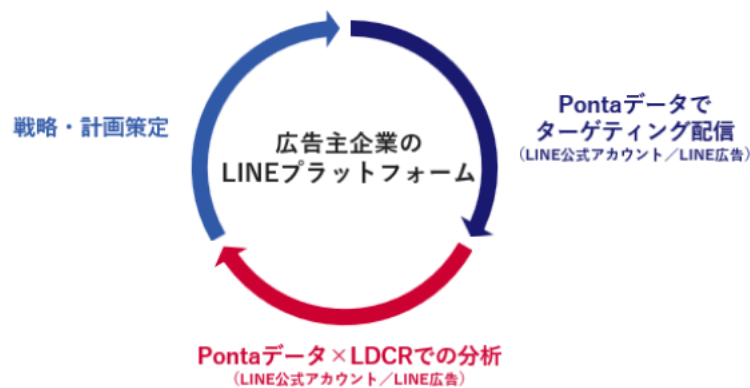 戦略・計画策定
広告主企業の
LINEプラットフォーム
Pontaデータで
ターゲティング配信
（LINE公式アカウント／LINE広告）
Pontaデータ×LDCRでの分析
（LINE公式アカウント／LINE広告）